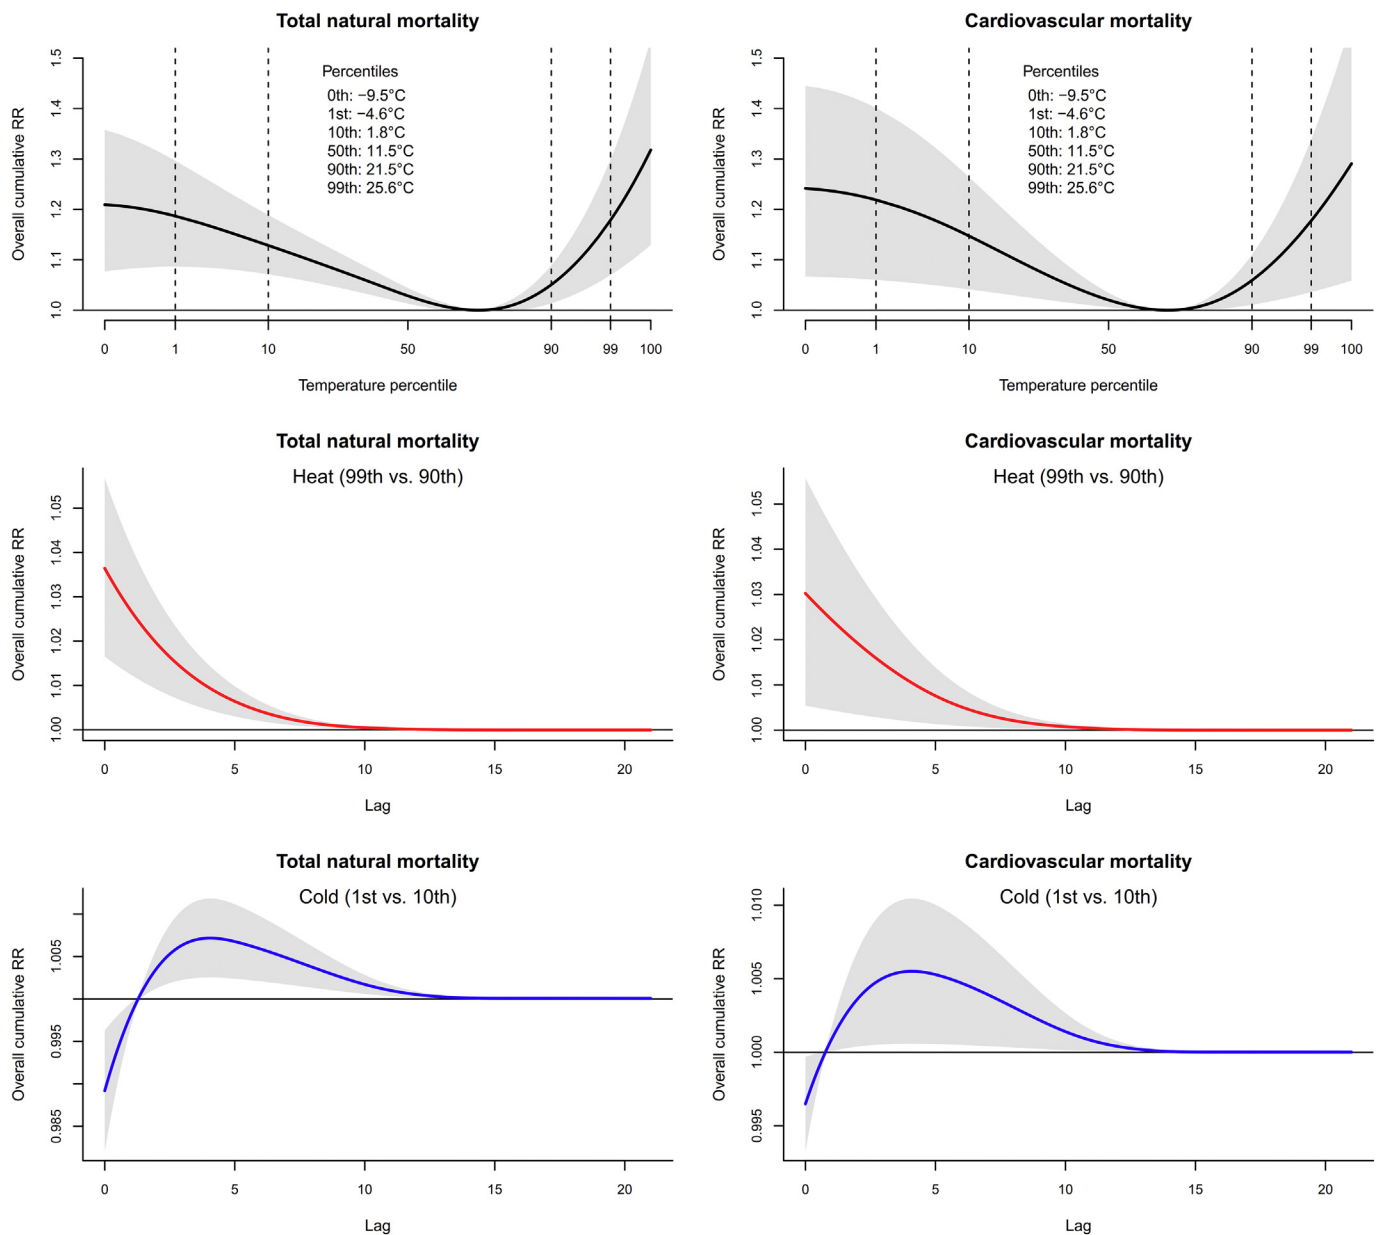 Total natural mortality
Overall cumulative RR
1.5
1.4
1.3
1.2
1.1
1.0
Percentiles
0th: −9.5°C
1st: −4.6°C
10th: 1.8°C
50th: 11.5°C
90th: 21.5°C
99th: 25.6°C
0 1 10 50 90 99 100
Temperature percentile
Cardiovascular mortality
Overall cumulative RR
1.5
1.4
1.3
1.2
1.1
1.0
Percentiles
0th: −9.5°C
1st: −4.6°C
10th: 1.8°C
50th: 11.5°C
90th: 21.5°C
99th: 25.6°C
0 1 10 50 90 99 100
Temperature percentile
Total natural mortality
Heat (99th vs. 90th)
Overall cumulative RR
1.05
1.04
1.03
1.02
1.01
1.00
0 5 10 15 20
Lag
Cardiovascular mortality
Heat (99th vs. 90th)
Overall cumulative RR
1.05
1.04
1.03
1.02
1.01
1.00
0 5 10 15 20
Lag
Total natural mortality
Cold (1st vs. 10th)
Overall cumulative RR
1.005
0.995
0.985
0 5 10 15 20
Lag
Cardiovascular mortality
Cold (1st vs. 10th)
Overall cumulative RR
1.010
1.005
1.000
0.995
0 5 10 15 20
Lag